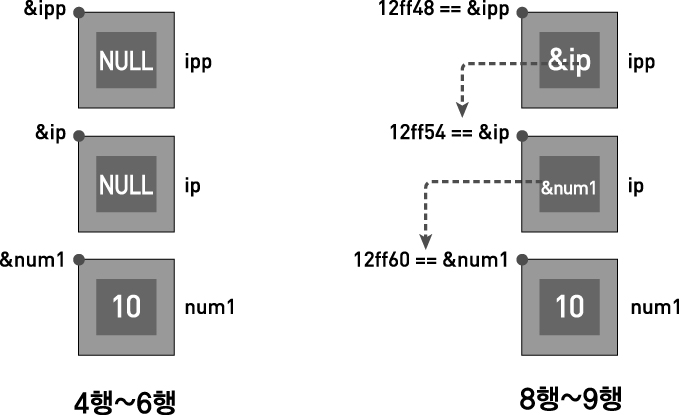 &ipp
NULL
ipp
&ip
NULL
ip
&num1
10
num1
4행~6행
12ff48 == &ipp
&ip
ipp
12ff54 == &ip
&num1
ip
12ff60 == &num1
10
num1
8행~9행